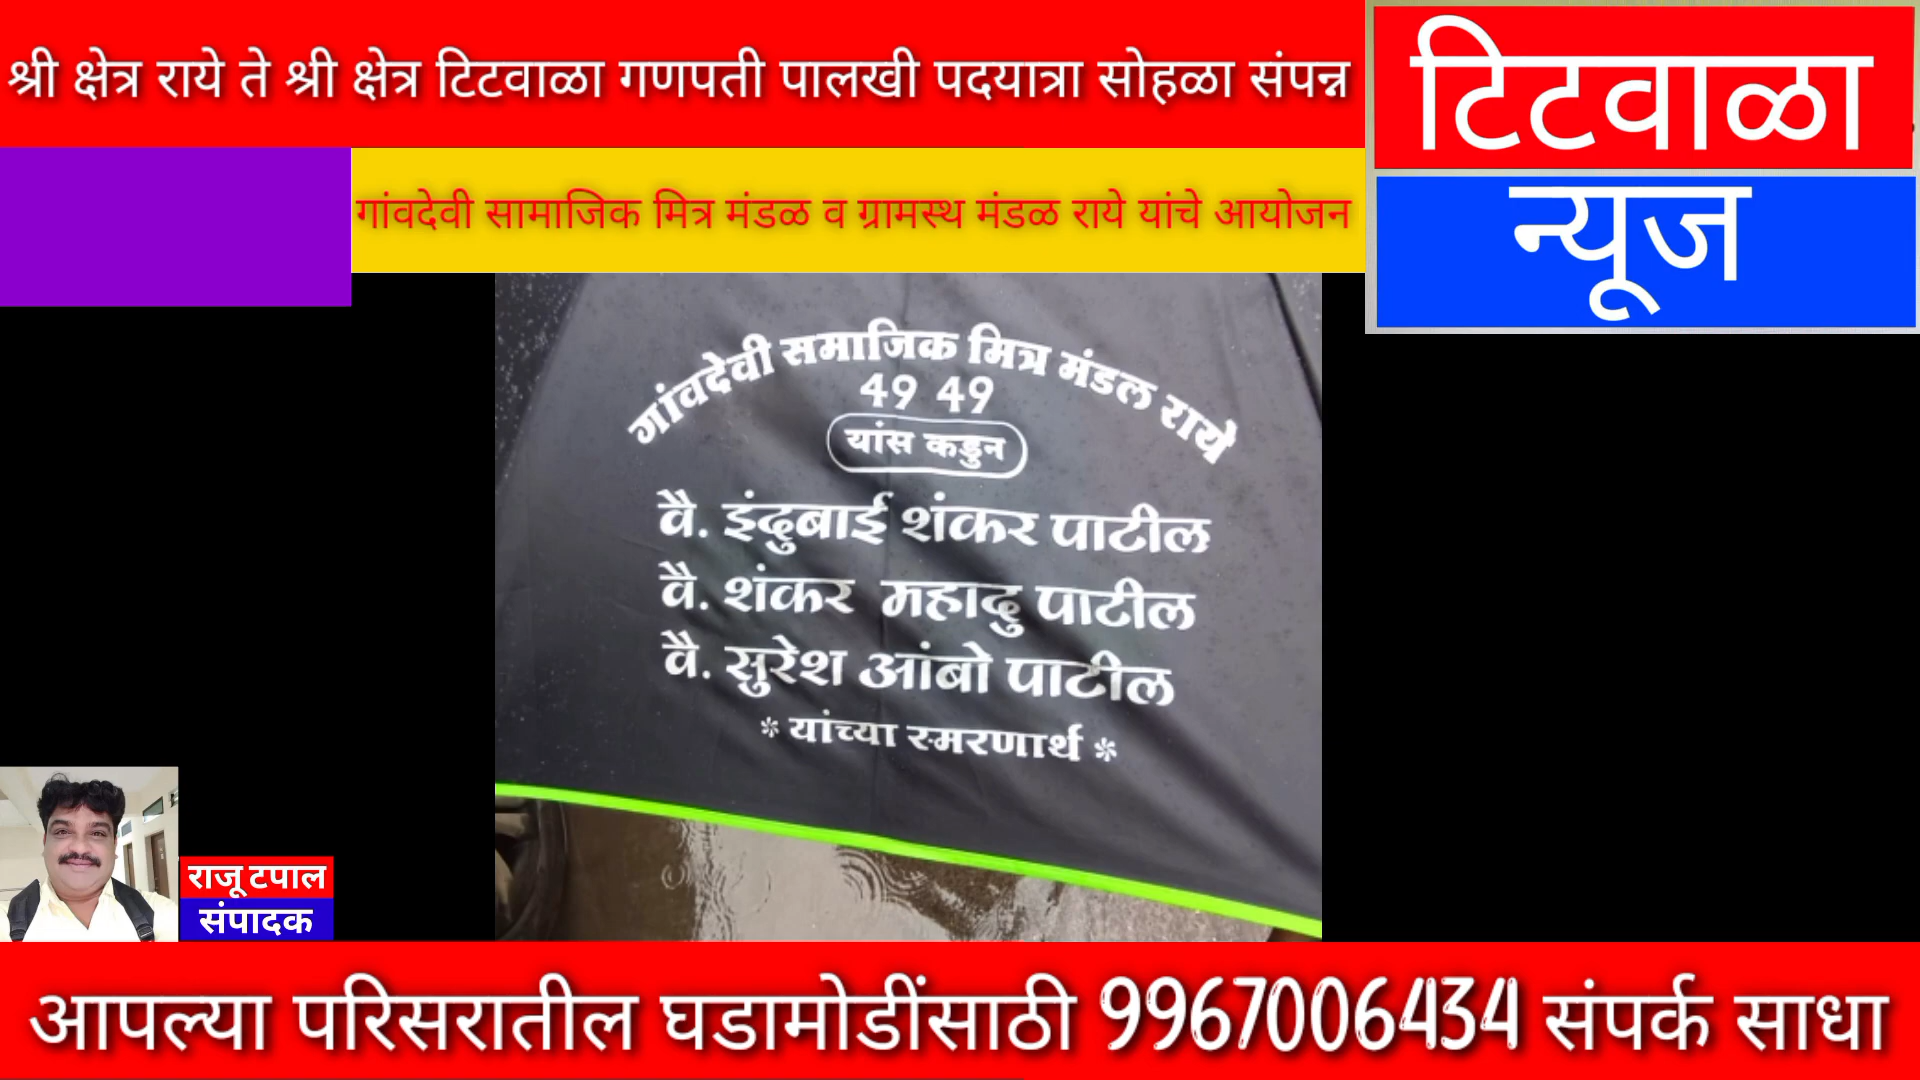 श्री क्षेत्र राये ते श्री क्षेत्र टिटवाळा गणपती पालखी पदयात्रा सोहळा संपन्न
टिटवाळा
न्यूज
गांवदेवी सामाजिक मित्र मंडळ व ग्रामस्थ मंडळ राये यांचे आयोजन
गांवदेवी समाजिक मित्र मंडल राये
49 49
यांस कडुन
वै. इंदुबाई शंकर पाटील
वै. शंकर महादु पाटील
वै. सुरेश आंबो पाटील
* यांच्या स्मरणार्थ *
राजू टपाल
संपादक
आपल्या परिसरातील घडामोडींसाठी 9967006434 संपर्क साधा